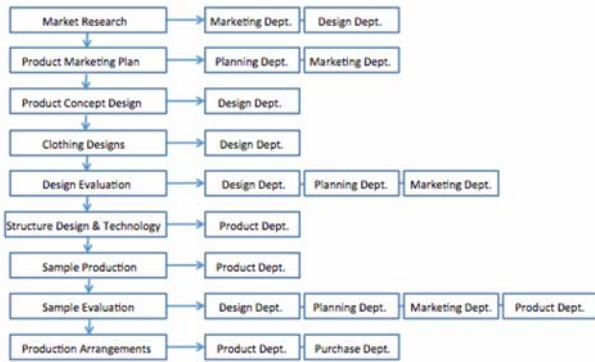 Market Research Marketing Dept. Design Dept.
Product Marketing Plan Planning Dept. Marketing Dept.
Product Concept Design Design Dept.
Clothing Designs Design Dept.
Design Evaluation Design Dept. Planning Dept. Marketing Dept.
Structure Design & Technology Product Dept.
Sample Production Product Dept.
Sample Evaluation Design Dept. Planning Dept. Marketing Dept. Product Dept.
Production Arrangements Product Dept. Purchase Dept.